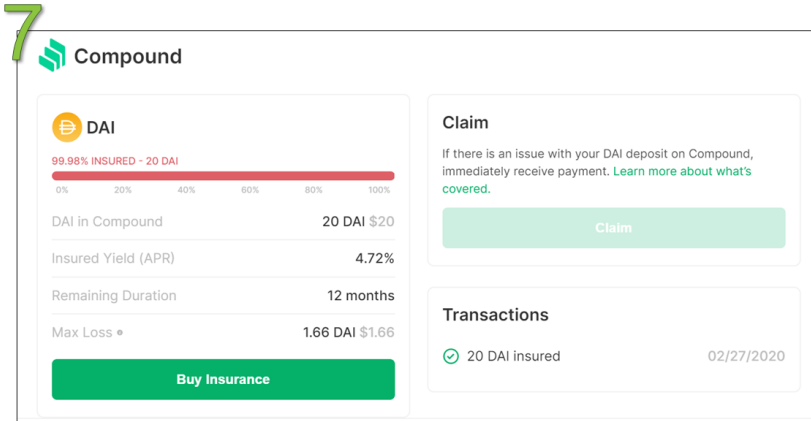 7
Compound
DAI
99.98% INSURED - 20 DAI
0% 20% 40% 60% 80% 100%
DAI in Compound 20 DAI $20
Insured Yield (APR) 4.72%
Remaining Duration 12 months
Max Loss 1.66 DAI $1.66
Buy Insurance
Claim
If there is an issue with your DAI deposit on Compound,
immediately receive payment. Learn more about what's
covered.
Claim
Transactions
20 DAI insured 02/27/2020